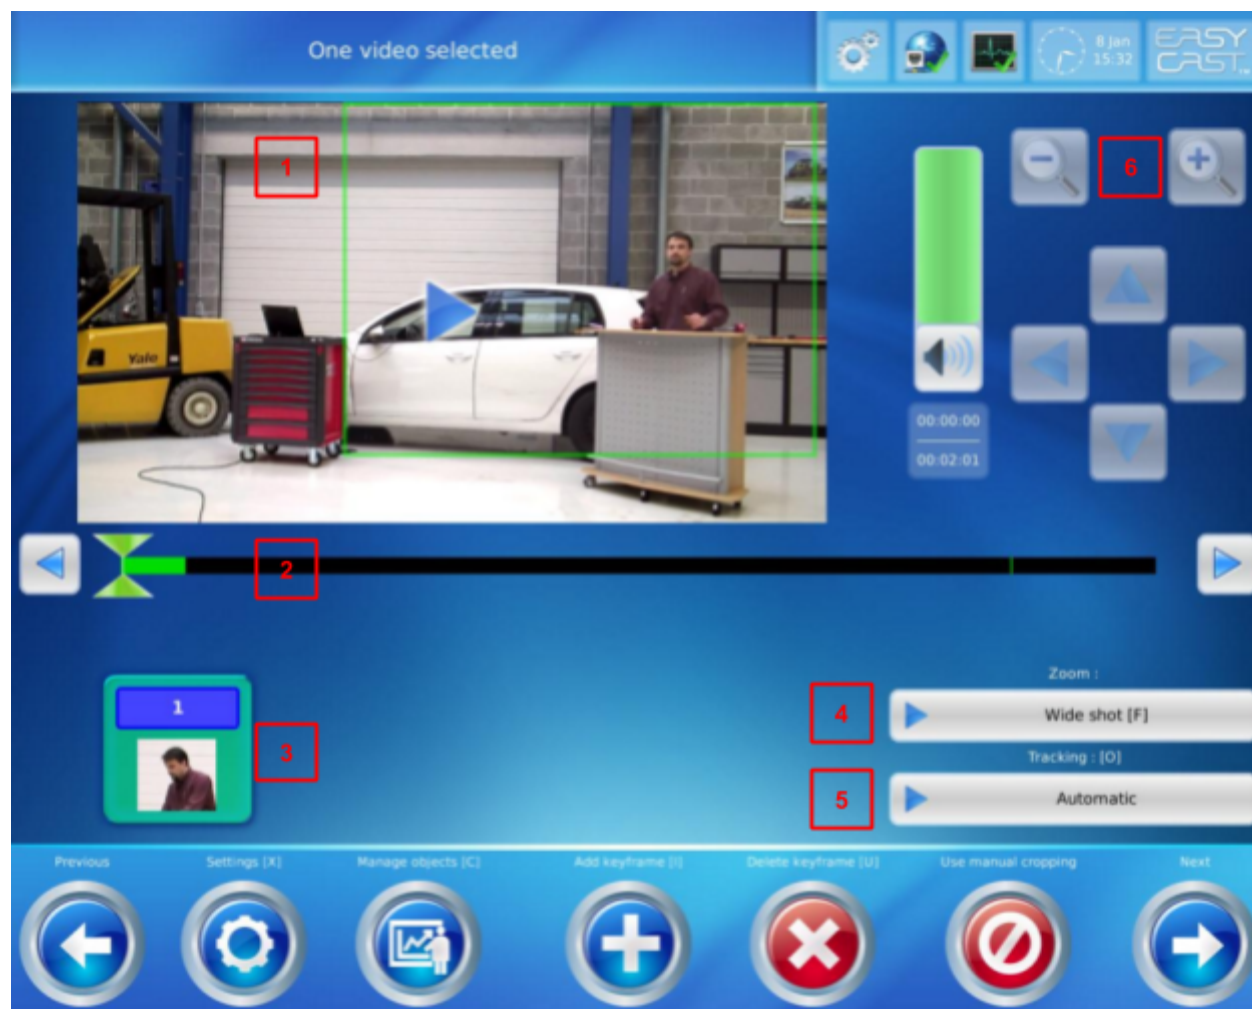 One video selected
8 Jan
15:32
EASY
CAST™
1
6
Yale
00:00:00
00:02:01
2
Zoom :
1
4
Wide shot [F]
3
Tracking : [O]
5
Automatic
Previous
Settings [X]
Manage objects [C]
Add keyframe [I]
Delete keyframe [U]
Use manual cropping
Next